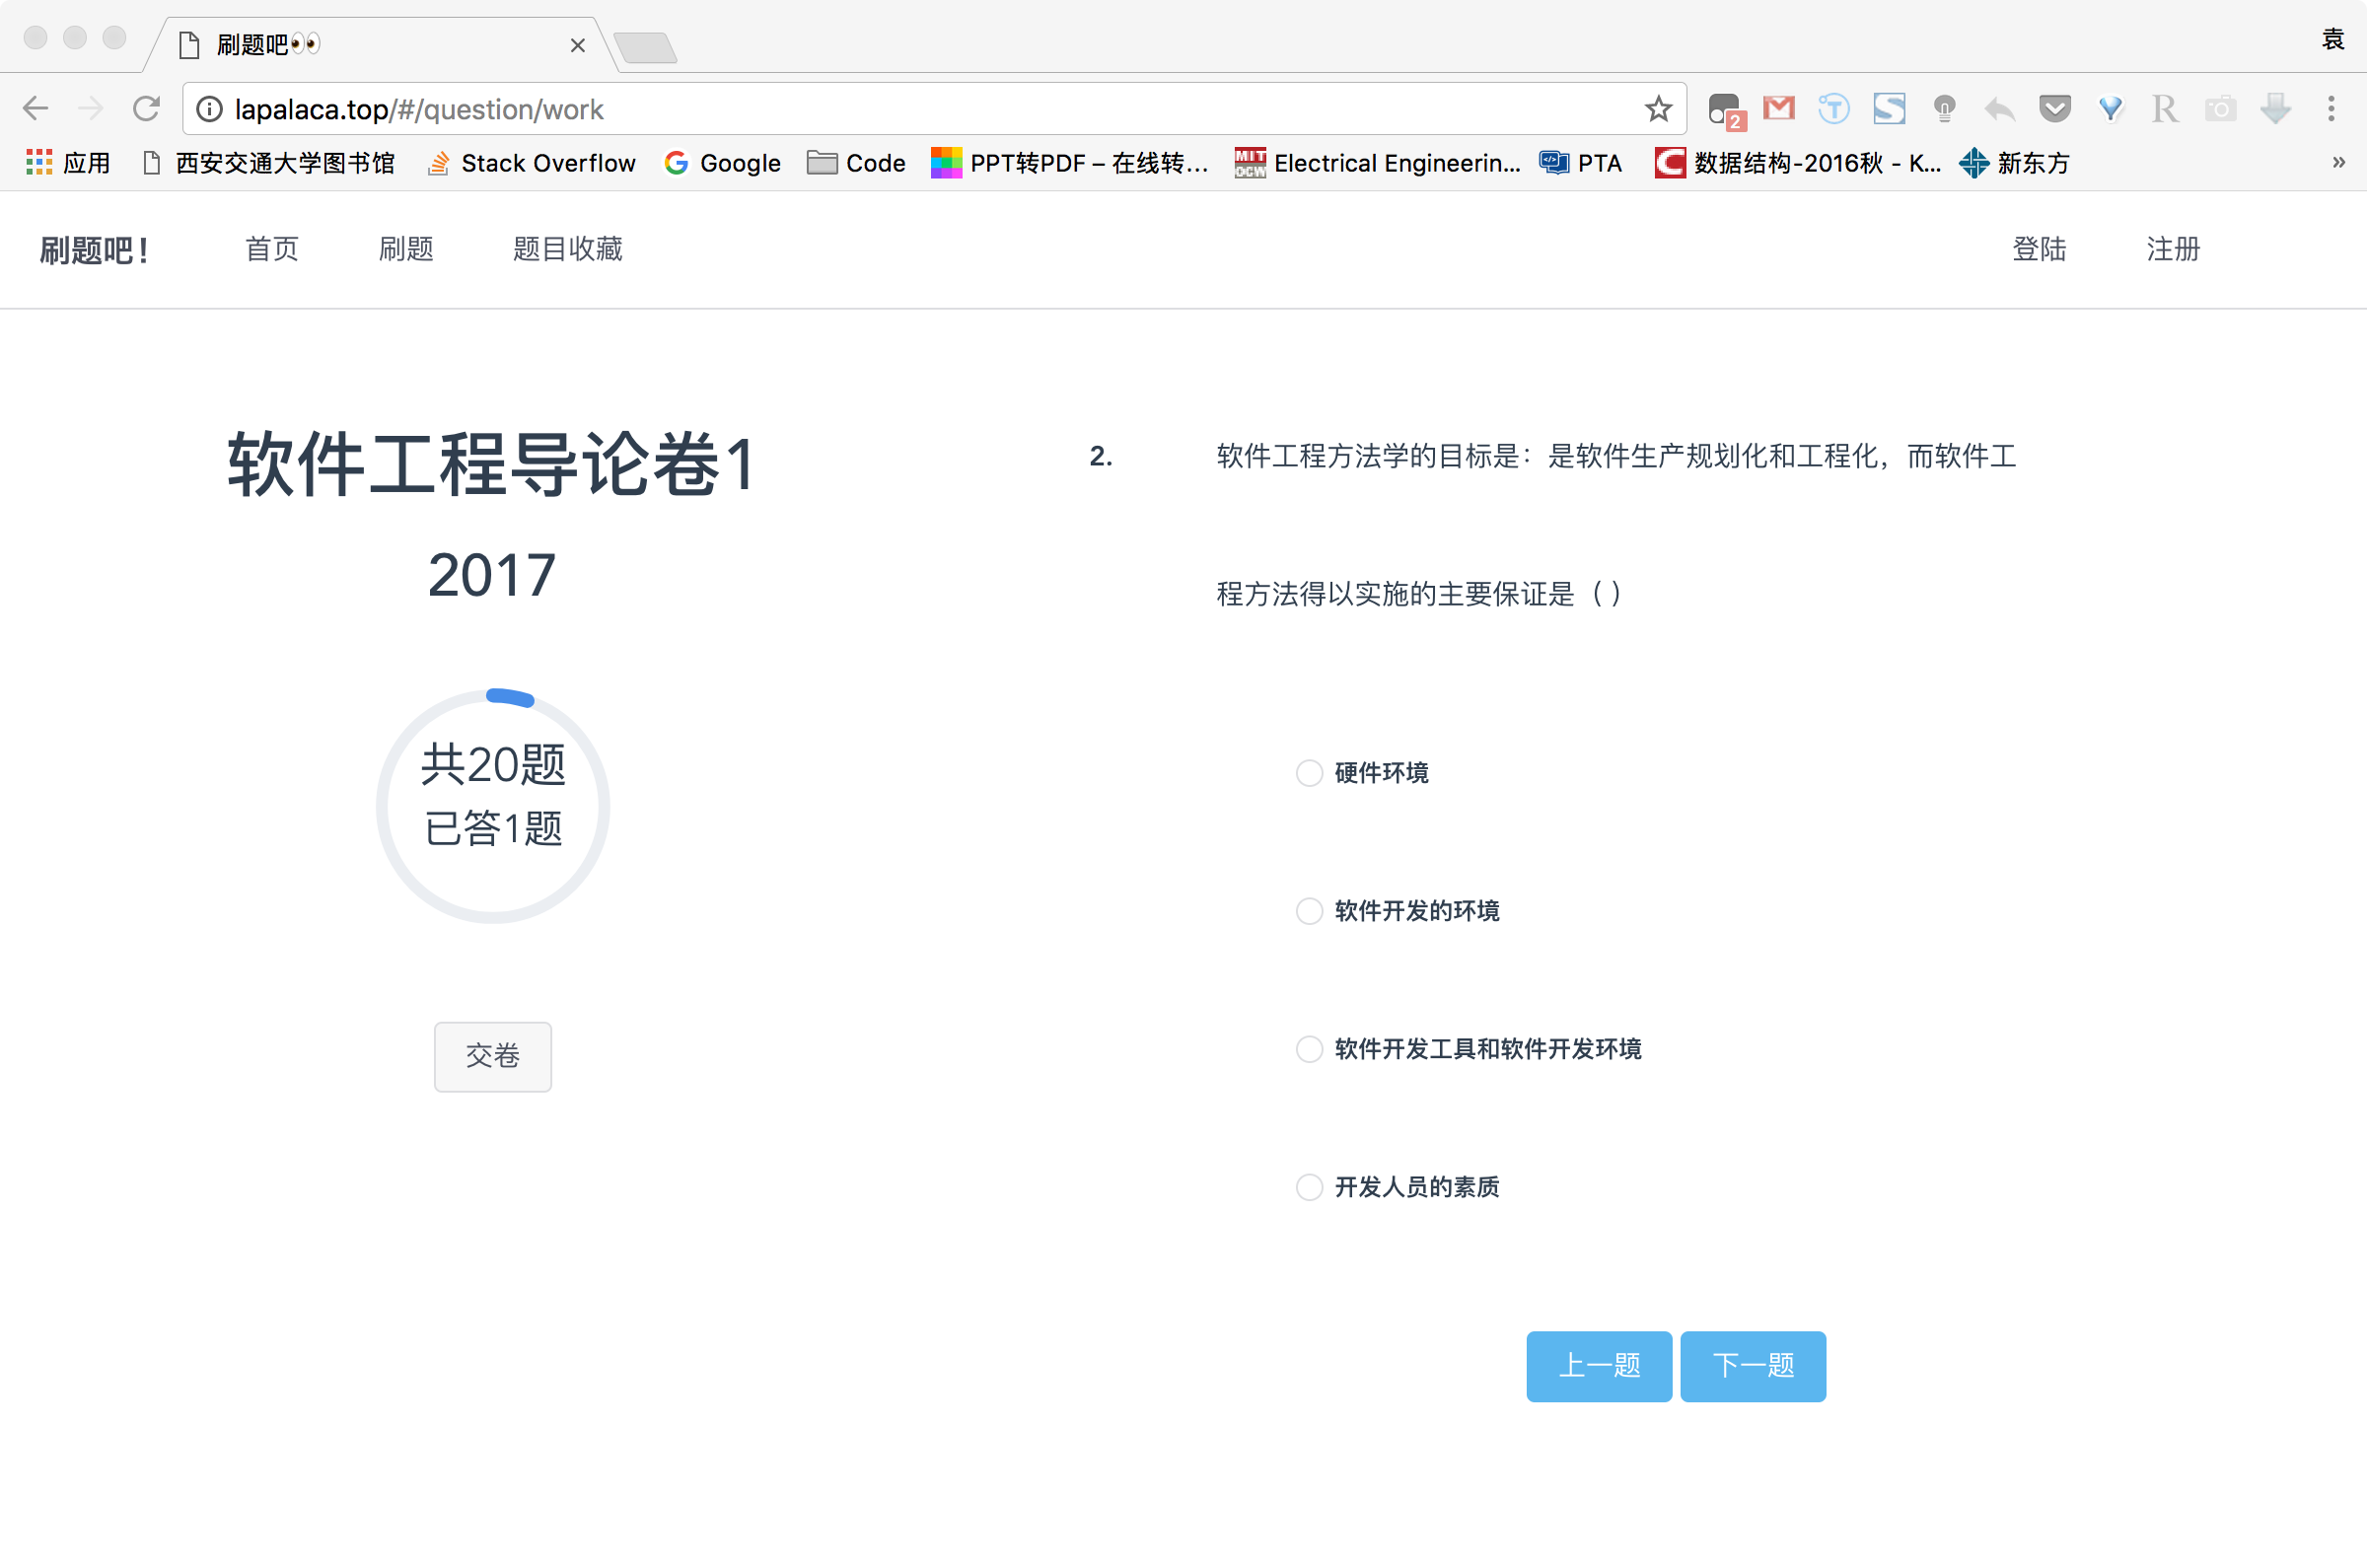 刷题吧👀
袁
lapalaca.top/#/question/work
2
应用 西安交通大学图书馆 Stack Overflow Google Code PPT转PDF – 在线转... MIT OCW Electrical Engineerin... PTA 数据结构-2016秋 - K... 新东方 »
刷题吧！ 首页 刷题 题目收藏 登陆 注册
软件工程导论卷1
2017
共20题
已答1题
交卷
2. 软件工程方法学的目标是：是软件生产规划化和工程化，而软件工
程方法得以实施的主要保证是（）
硬件环境
软件开发的环境
软件开发工具和软件开发环境
开发人员的素质
上一题 下一题